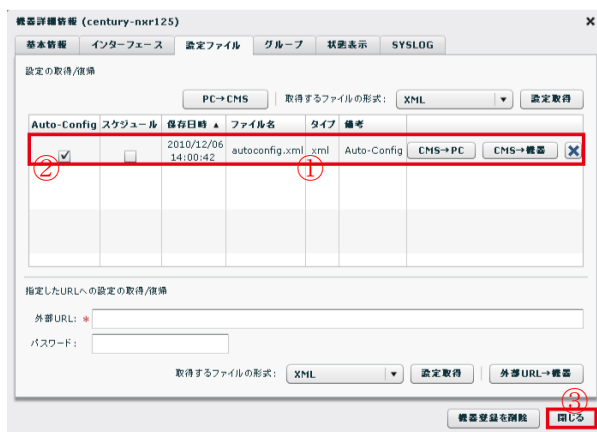 機器詳細情報 (century-nxr125)
基本情報 インターフェース 設定ファイル グループ 状態表示 SYSLOG
設定の取得/復帰
PC→CMS 取得するファイルの形式: XML 設定取得
Auto-Config スケジュール 保存日時 ▲ ファイル名 タイプ 備考
2010/12/06
14:00:42
autoconfig.xml xml Auto-Config CMS→PC CMS→機器
② ①
指定したURLへの設定の取得/復帰
外部URL: *
パスワード:
取得するファイルの形式: XML 設定取得 外部URL→機器
③
機器登録を削除 閉じる